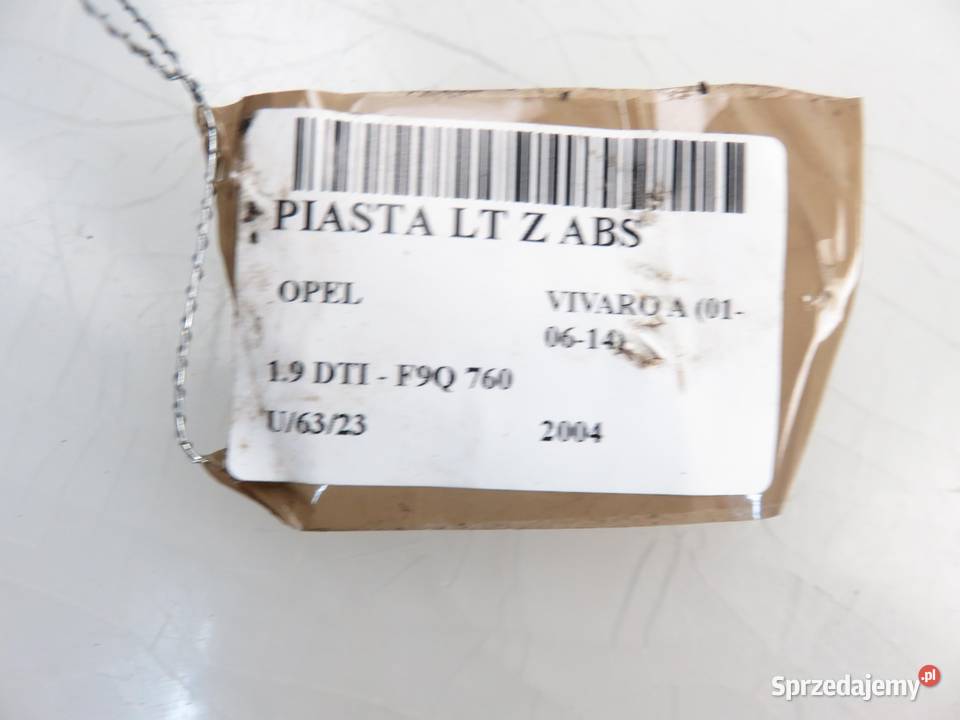 PIASTA LT Z ABS
OPEL
VIVARO A (01-
06-14)
1.9 DTI - F9Q 760
U/63/23
2004
Sprzedajemy.pl